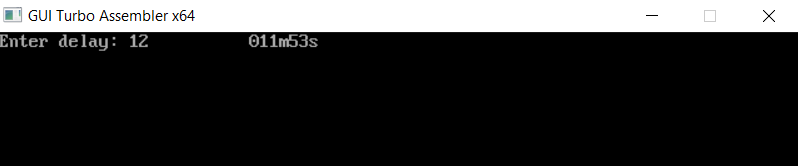 GUI Turbo Assembler x64
Enter delay: 12 011m53s